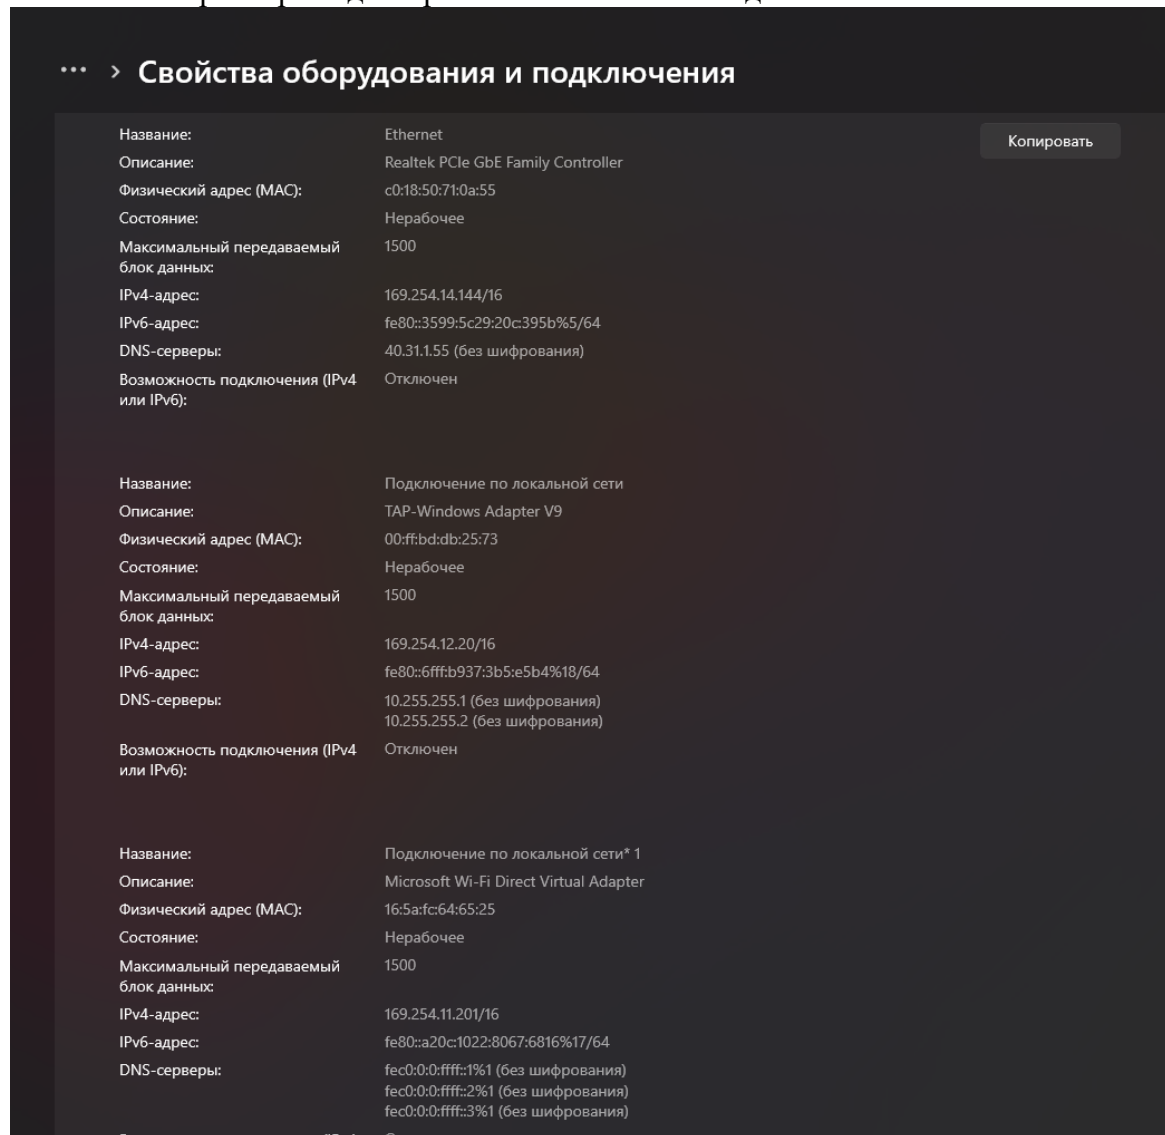 Свойства оборудования и подключения
Копировать
Название: Ethernet
Описание: Realtek PCIe GbE Family Controller
Физический адрес (MAC): c0:18:50:71:0a:55
Состояние: Нерабочее
Максимальный передаваемый 1500
блок данных:
IPv4-адрес: 169.254.14.144/16
IPv6-адрес: fe80::3599:5c29:20c:395b%5/64
DNS-серверы: 40.31.1.55 (без шифрования)
Возможность подключения (IPv4 Отключен
или IPv6):
Название: Подключение по локальной сети
Описание: TAP-Windows Adapter V9
Физический адрес (MAC): 00:ff:bd:db:25:73
Состояние: Нерабочее
Максимальный передаваемый 1500
блок данных:
IPv4-адрес: 169.254.12.20/16
IPv6-адрес: fe80::6fff:b937:3b5:e5b4%18/64
DNS-серверы: 10.255.255.1 (без шифрования)
10.255.255.2 (без шифрования)
Возможность подключения (IPv4 Отключен
или IPv6):
Название: Подключение по локальной сети* 1
Описание: Microsoft Wi-Fi Direct Virtual Adapter
Физический адрес (MAC): 16:5a:fc:64:65:25
Состояние: Нерабочее
Максимальный передаваемый 1500
блок данных:
IPv4-адрес: 169.254.11.201/16
IPv6-адрес: fe80::a20c:1022:8067:6816%17/64
DNS-серверы: fec0:0:0:ffff::1%1 (без шифрования)
fec0:0:0:ffff::2%1 (без шифрования)
fec0:0:0:ffff::3%1 (без шифрования)